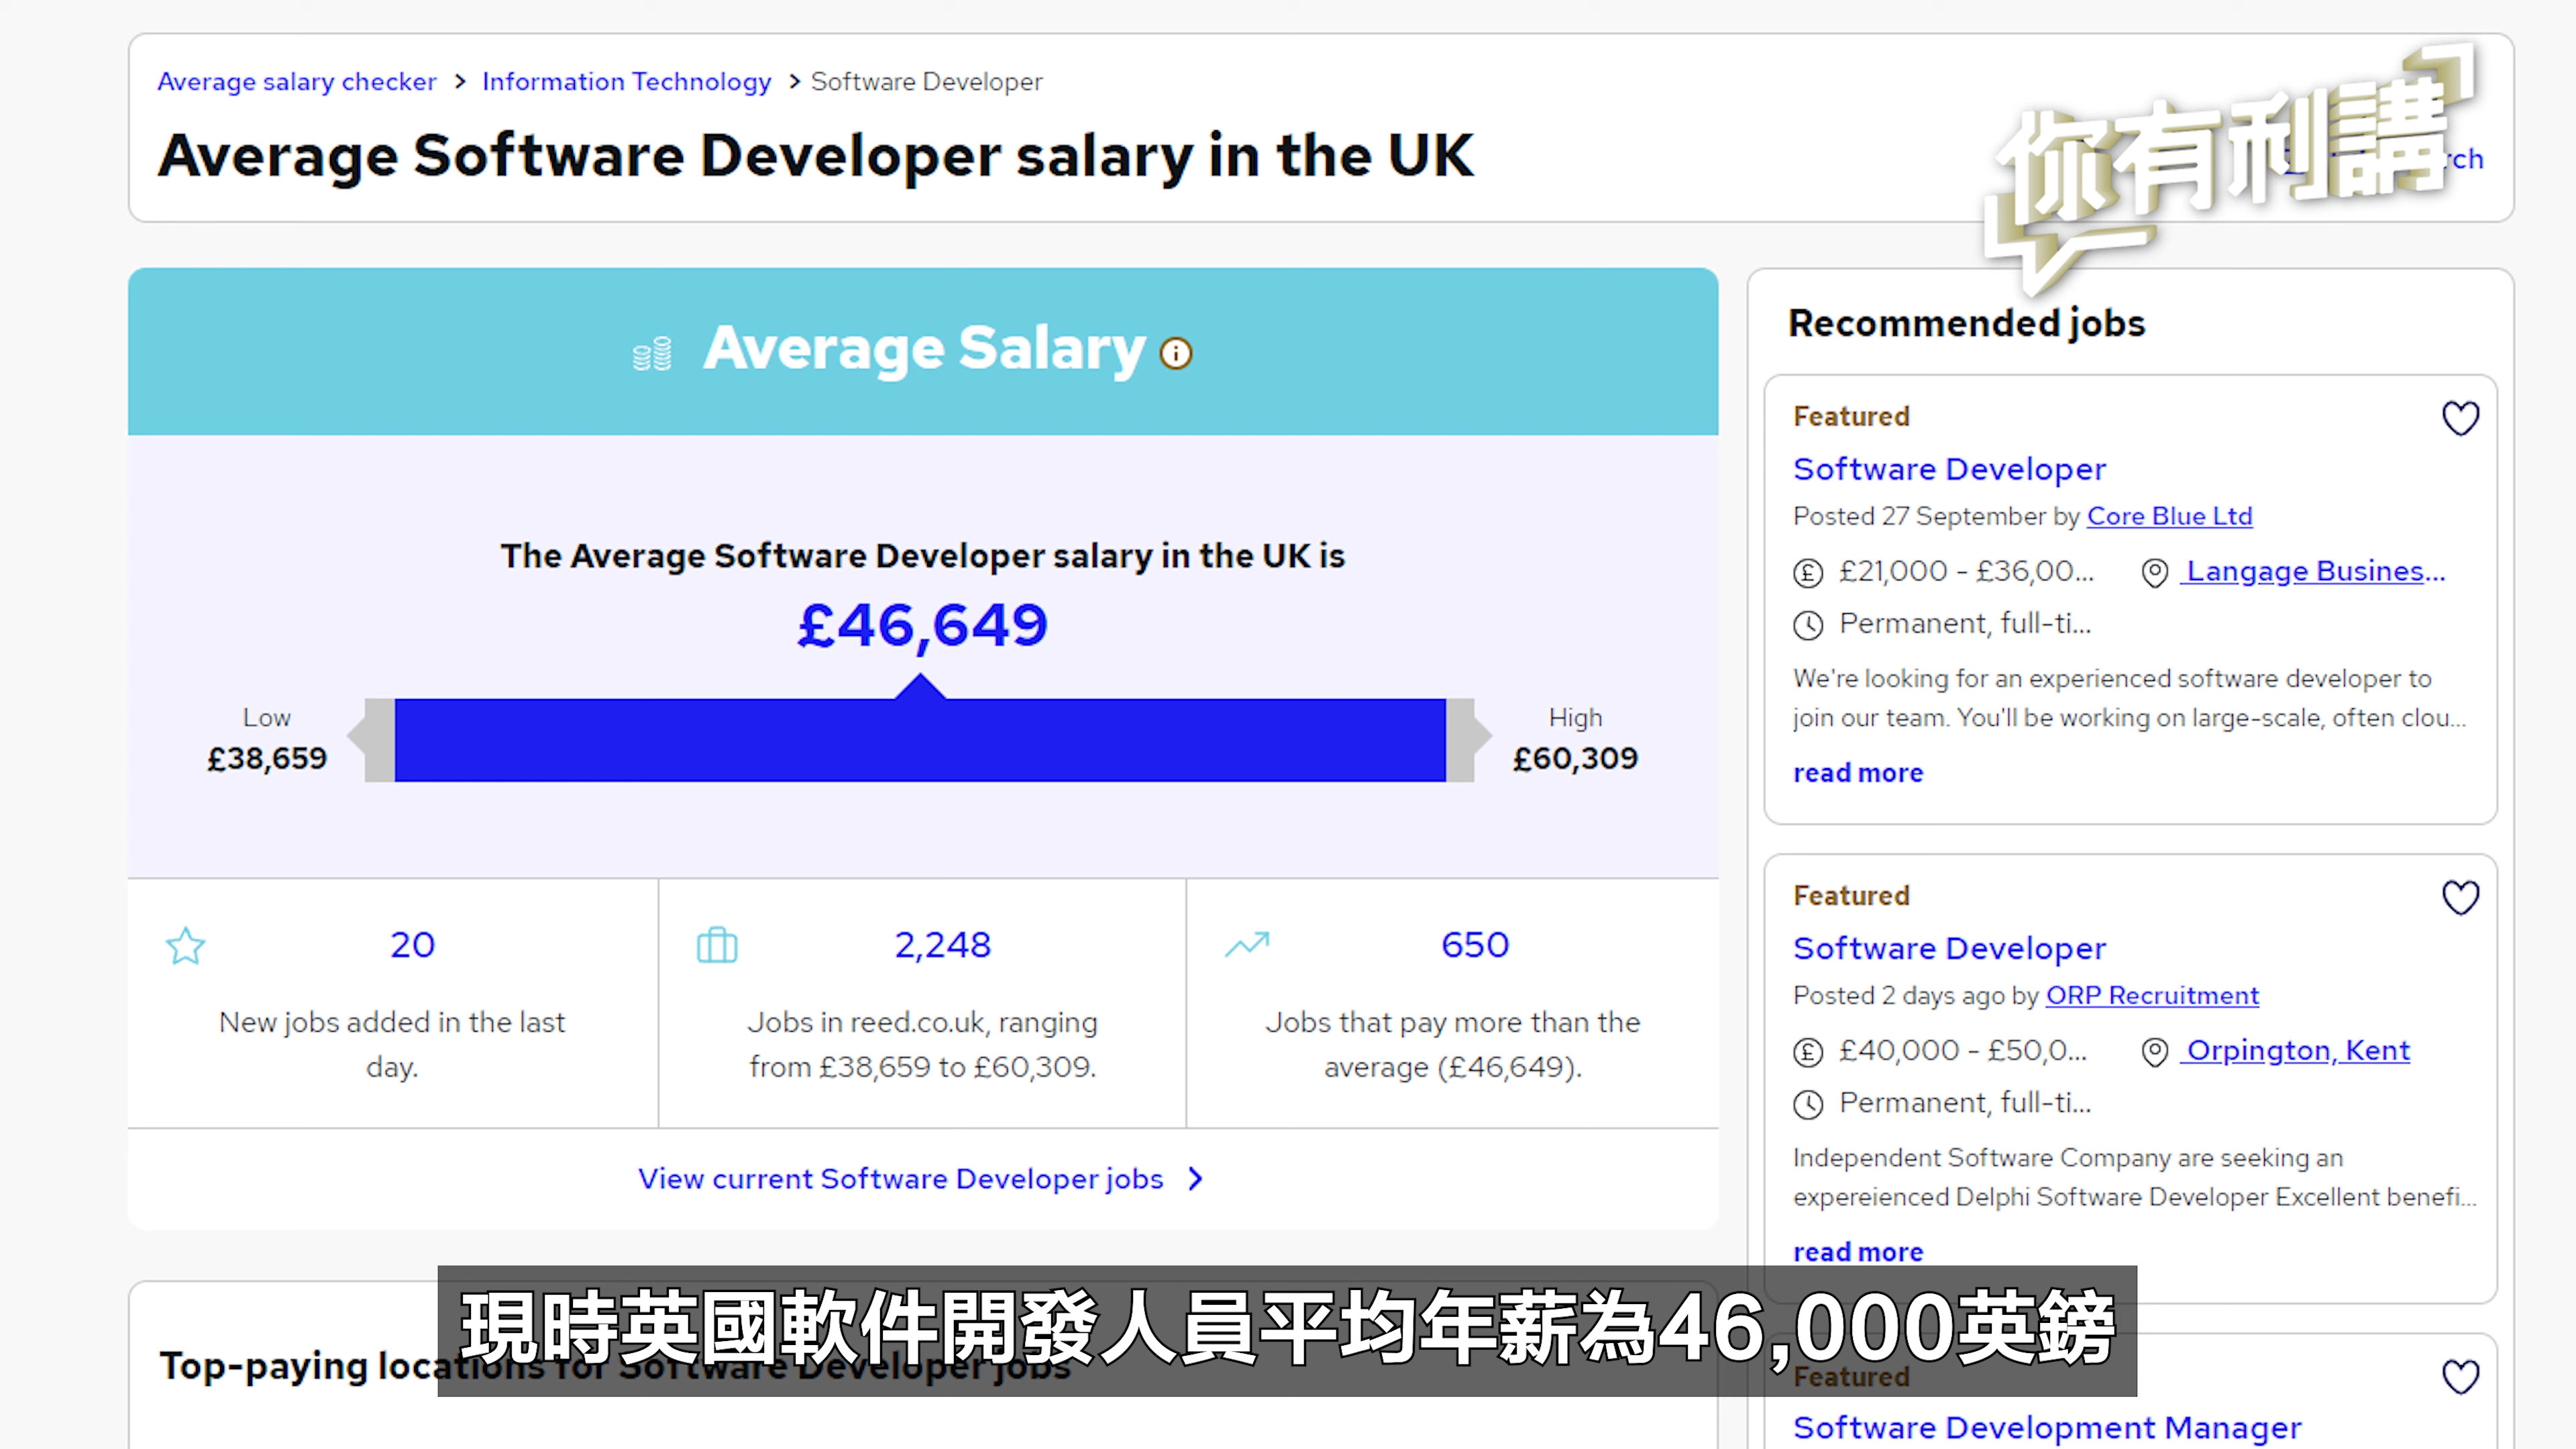 Average salary checker > Information Technology > Software Developer
Average Software Developer salary in the UK
你有利講
Average Salary
The Average Software Developer salary in the UK is
£46,649
Low
£38,659
High
£60,309
20
New jobs added in the last
day.
2,248
Jobs in reed.co.uk, ranging
from £38,659 to £60,309.
650
Jobs that pay more than the
average (£46,649).
View current Software Developer jobs >
Top-paying locations for Software Developer jobs
Recommended jobs
Featured
Software Developer
Posted 27 September by Core Blue Ltd
£21,000 - £36,00... Langage Busines...
Permanent, full-ti...
We're looking for an experienced software developer to
join our team. You'll be working on large-scale, often clou...
read more
Featured
Software Developer
Posted 2 days ago by ORP Recruitment
£40,000 - £50,0... Orpington, Kent
Permanent, full-ti...
Independent Software Company are seeking an
expereienced Delphi Software Developer Excellent benefi...
read more
Featured
Software Development Manager
現時英國軟件開發人員平均年薪為46,000英鎊